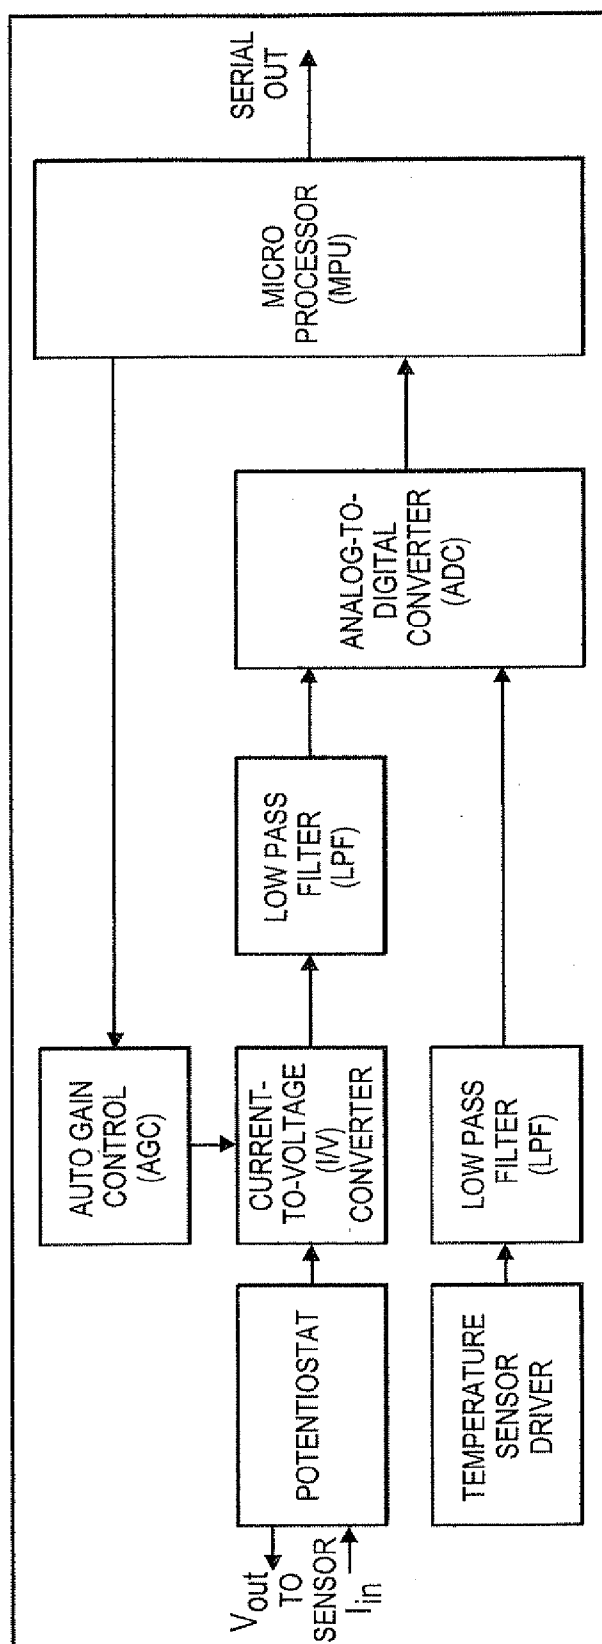 SERIAL
OUT
MICRO
PROCESSOR
(MPU)
ANALOG-TO-
DIGITAL
CONVERTER
(ADC)
LOW PASS
FILTER
(LPF)
AUTO GAIN
CONTROL
(AGC)
CURRENT-
TO-VOLTAGE
(I/V)
CONVERTER
LOW PASS
FILTER
(LPF)
POTENTIOSTAT
TEMPERATURE
SENSOR
DRIVER
Vout
TO
SENSOR
Iin